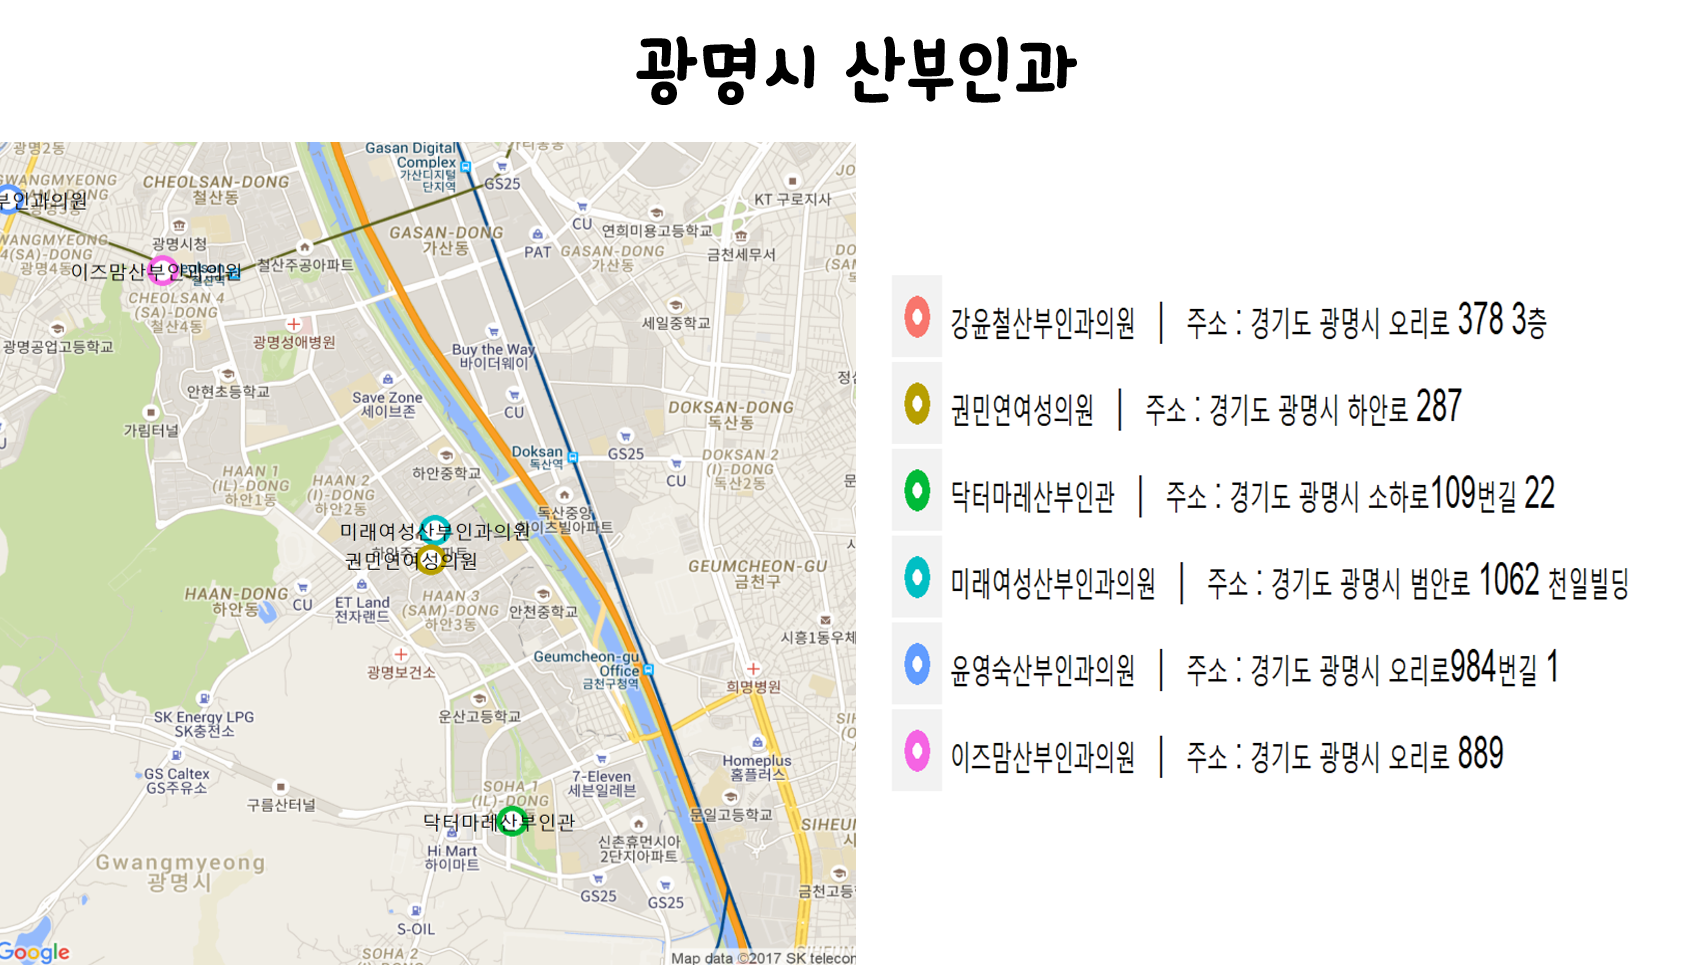 광명시 산부인과
광명2동
Gasan Digital
Complex
가산디지털
단지역
GS25
GWANGMYEONG
CHEOLSAN-DONG
철산동
KT 구로지사
부인과의원
CU
연희미용고등학교
광명시청
GASAN-DONG
가산동
PAT
GASAN-DONG
가산동
금천세무서
4(SA)-DONG
광명4동
이즈맘산부인과의원
철산역
철산주공아파트
CHEOLSAN 4
(SA)-DONG
철산4동
세일중학교
광명공업고등학교
광명성애병원
Buy the Way
바이더웨이
안현초등학교
Save Zone
세이브존
CU
DOKSAN-DONG
독산동
가림터널
Doksan
독산역
GS25
DOKSAN 2
(I)-DONG
독산2동
HAAN 1
(IL)-DONG
하안1동
HAAN 2
(I)-DONG
하안2동
하안중학교
CU
독산중앙
하이츠빌아파트
미래여성산부인과의원
권민연여성의원
GEUMCHEON-GU
금천구
HAAN-DONG
하안동
CU
ET Land
전자랜드
HAAN 3
(SAM)-DONG
하안3동
안천중학교
시흥1동우체
광명보건소
Geumcheon-gu
Office
금천구청역
희명병원
SK Energy LPG
SK충전소
운산고등학교
GS Caltex
GS주유소
구름산터널
SOHA 1
(IL)-DONG
7-Eleven
세븐일레븐
Homeplus
홈플러스
문일고등학교
닥터마레산부인관
Hi Mart
하이마트
신촌휴먼시아
2단지아파트
Gwangmyeong
광명시
GS25
GS25
금천고등
S-OIL
SOHA 2
Google
Map data ©2017 SK telecom
강윤철산부인과의원 | 주소 : 경기도 광명시 오리로 378 3층
권민연여성의원 | 주소 : 경기도 광명시 하안로 287
닥터마레산부인관 | 주소 : 경기도 광명시 소하로109번길 22
미래여성산부인과의원 | 주소 : 경기도 광명시 범안로 1062 천일빌딩
윤영숙산부인과의원 | 주소 : 경기도 광명시 오리로984번길 1
이즈맘산부인과의원 | 주소 : 경기도 광명시 오리로 889